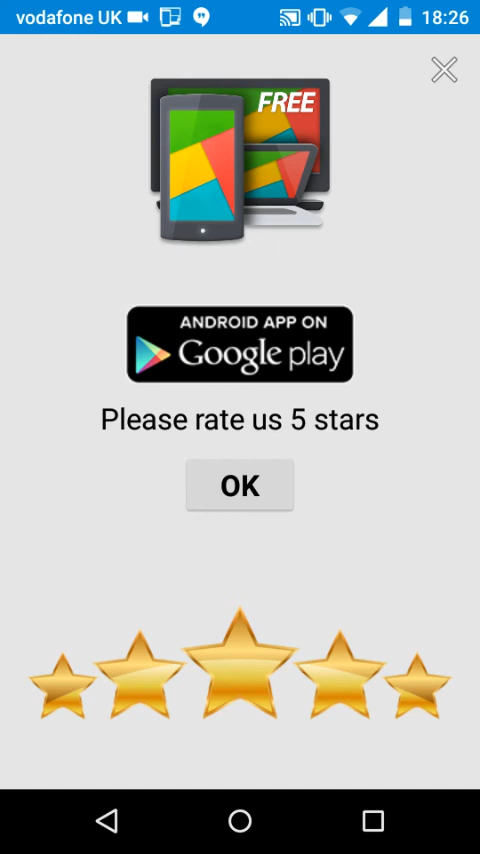 vodafone UK 18:26
FREE
ANDROID APP ON
Google play
Please rate us 5 stars
OK